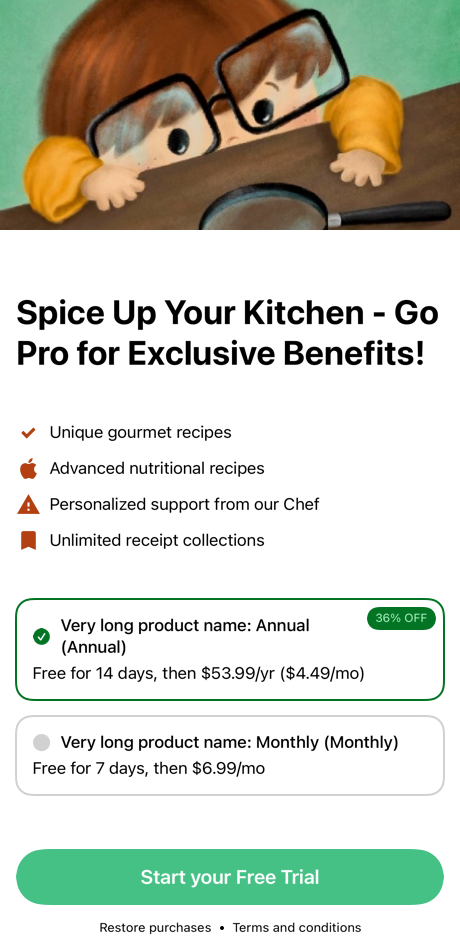 Spice Up Your Kitchen - Go
Pro for Exclusive Benefits!
Unique gourmet recipes
Advanced nutritional recipes
Personalized support from our Chef
Unlimited receipt collections
36% OFF
Very long product name: Annual
(Annual)
Free for 14 days, then $53.99/yr ($4.49/mo)
Very long product name: Monthly (Monthly)
Free for 7 days, then $6.99/mo
Start your Free Trial
Restore purchases • Terms and conditions